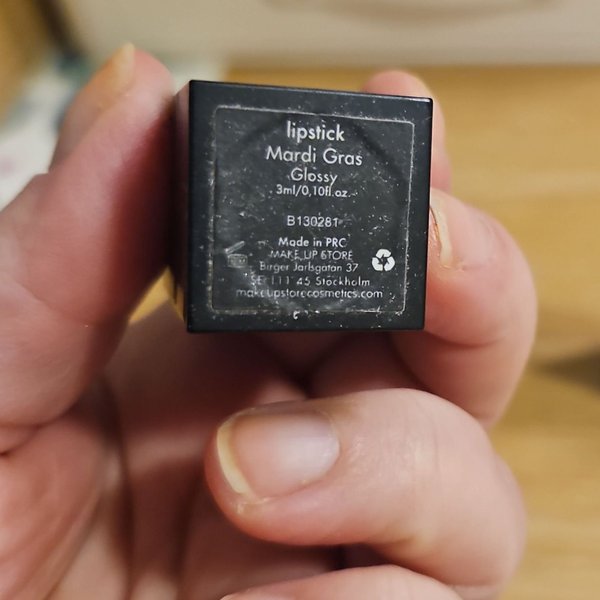 lipstick
Mardi Gras
Glossy
3ml/0,10fl.oz.
B130281
Made in PRC
MAKE UP STORE
Birger Jarlsgatan 37
SE-111 45 Stockholm
makeupstorecosmetics.com